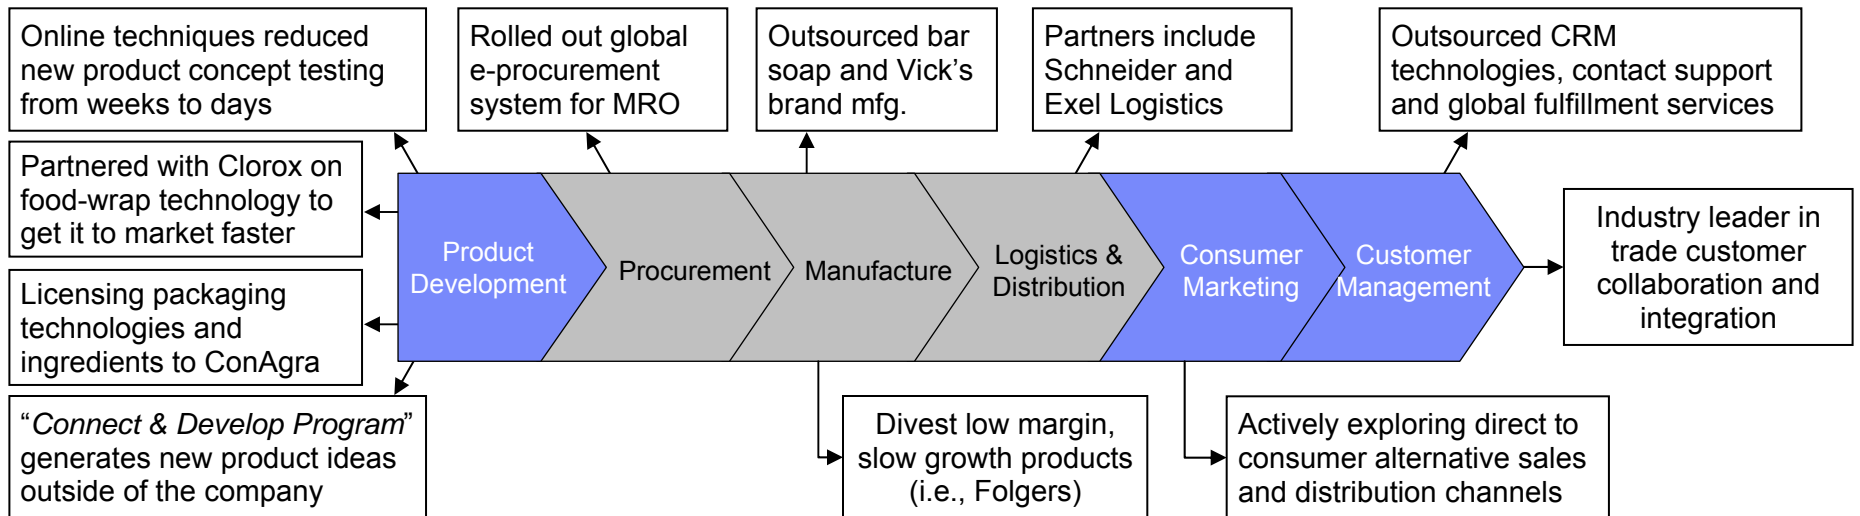 Online techniques reduced
new product concept testing
from weeks to days
Rolled out global
e-procurement
system for MRO
Outsourced bar
soap and Vick’s
brand mfg.
Partners include
Schneider and
Exel Logistics
Outsourced CRM
technologies, contact support
and global fulfillment services
Partnered with Clorox on
food-wrap technology to
get it to market faster
Licensing packaging
technologies and
ingredients to ConAgra
“Connect & Develop Program”
generates new product ideas
outside of the company
Product
Development
Procurement
Manufacture
Logistics &
Distribution
Consumer
Marketing
Customer
Management
Industry leader in
trade customer
collaboration and
integration
Divest low margin,
slow growth products
(i.e., Folgers)
Actively exploring direct to
consumer alternative sales
and distribution channels